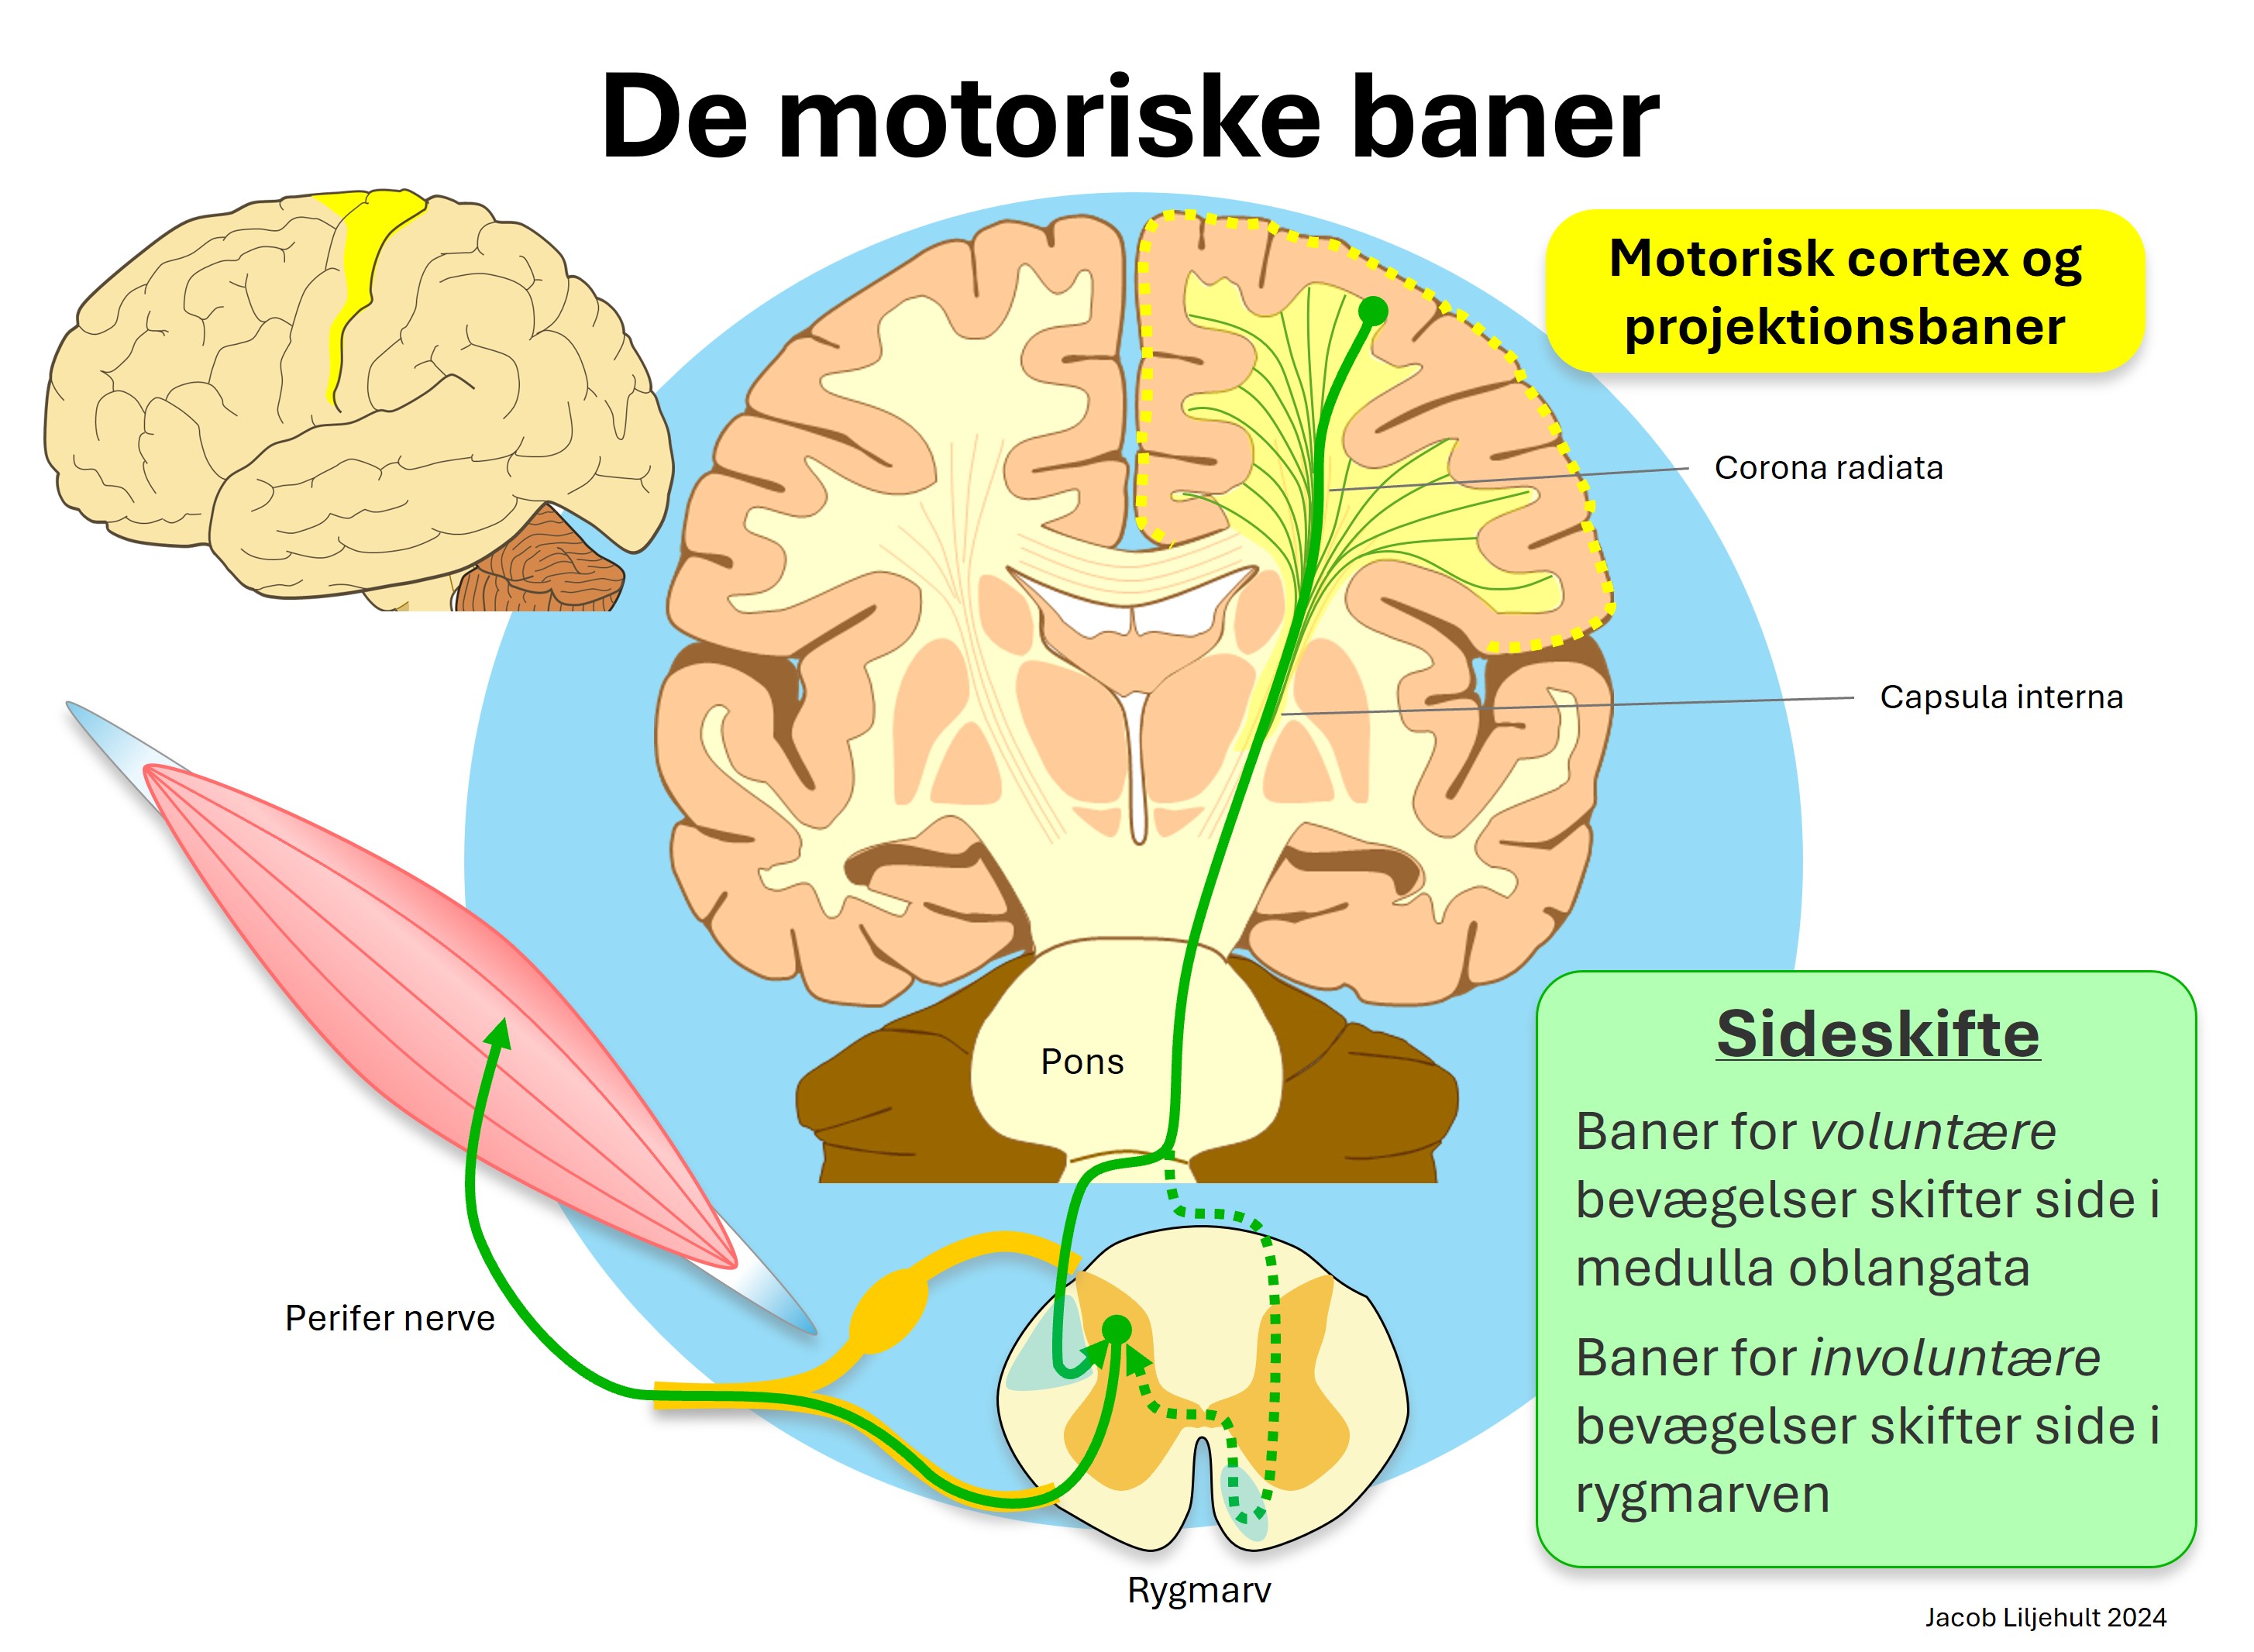 De motoriske baner
Motorisk cortex og
projektionsbaner
Corona radiata
Capsula interna
Pons
Perifer nerve
Rygmarv
Sideskifte
Baner for voluntære
bevægelser skifter side i
medulla oblangata
Baner for involuntære
bevægelser skifter side i
rygmarven
Jacob Liljehult 2024